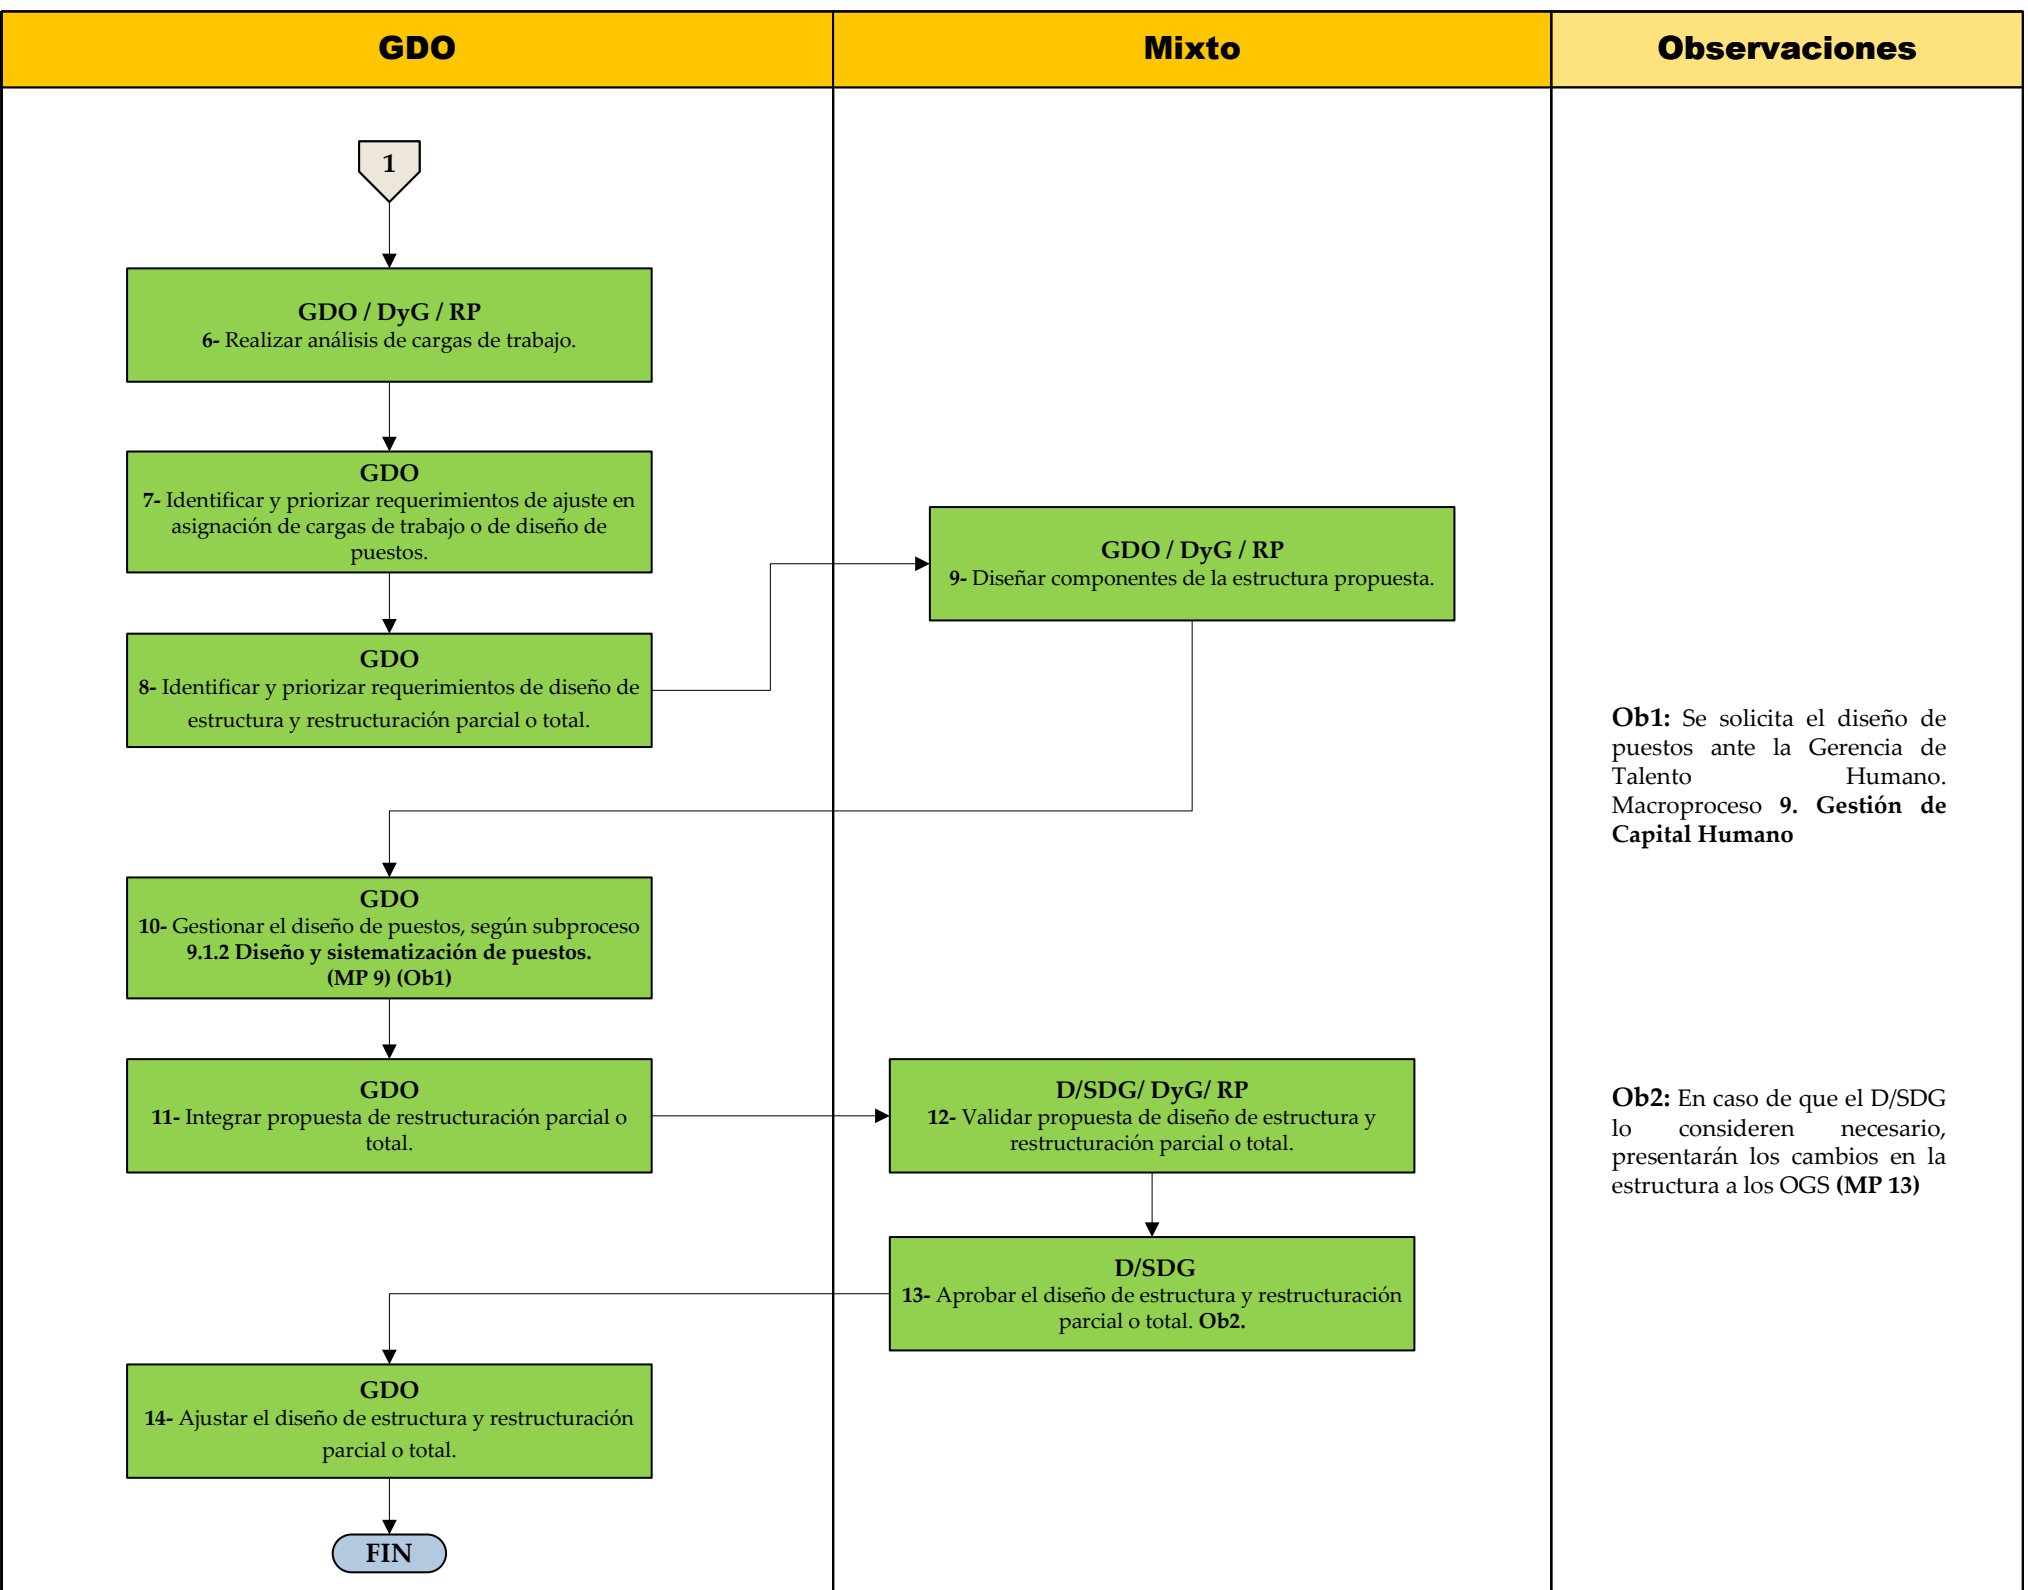 GDO
Mixto
Observaciones
1
GDO / DyG / RP
6- Realizar análisis de cargas de trabajo.
GDO
7- Identificar y priorizar requerimientos de ajuste en
asignación de cargas de trabajo o de diseño de
puestos.
GDO
8- Identificar y priorizar requerimientos de diseño de
estructura y restructuración parcial o total.
GDO / DyG / RP
9- Diseñar componentes de la estructura propuesta.
GDO
10- Gestionar el diseño de puestos, según subproceso
9.1.2 Diseño y sistematización de puestos.
(MP 9) (Ob1)
GDO
11- Integrar propuesta de restructuración parcial o
total.
D/SDG/ DyG/ RP
12- Validar propuesta de diseño de estructura y
restructuración parcial o total.
D/SDG
13- Aprobar el diseño de estructura y restructuración
parcial o total. Ob2.
GDO
14- Ajustar el diseño de estructura y restructuración
parcial o total.
FIN
Ob1: Se solicita el diseño de
puestos ante la Gerencia de
Talento Humano.
Macroproceso 9. Gestión de
Capital Humano
Ob2: En caso de que el D/SDG
lo consideren necesario,
presentarán los cambios en la
estructura a los OGS (MP 13)